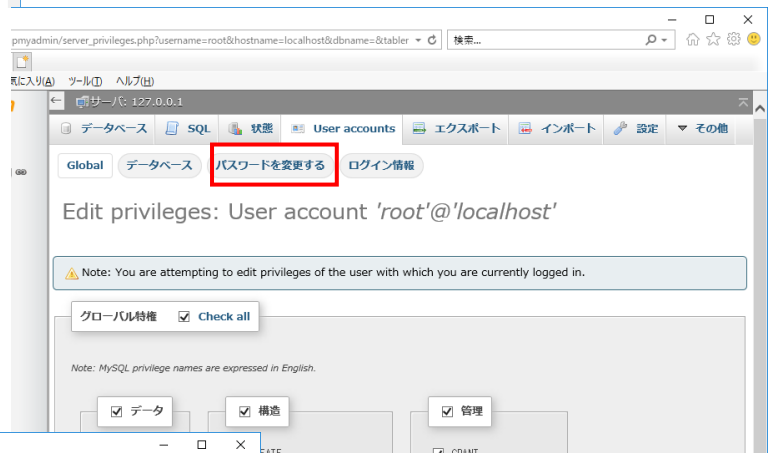 pmyadmin/server_privileges.php?username=root&hostname=localhost&dbname=&tabler
検索...
気に入り(A) ツール(T) ヘルプ(H)
サーバ: 127.0.0.1
データベース SQL 状態 User accounts エクスポート インポート 設定 その他
Global データベース パスワードを変更する ログイン情報
Edit privileges: User account 'root'@'localhost'
Note: You are attempting to edit privileges of the user with which you are currently logged in.
グローバル特権 Check all
Note: MySQL privilege names are expressed in English.
データ 構造 管理